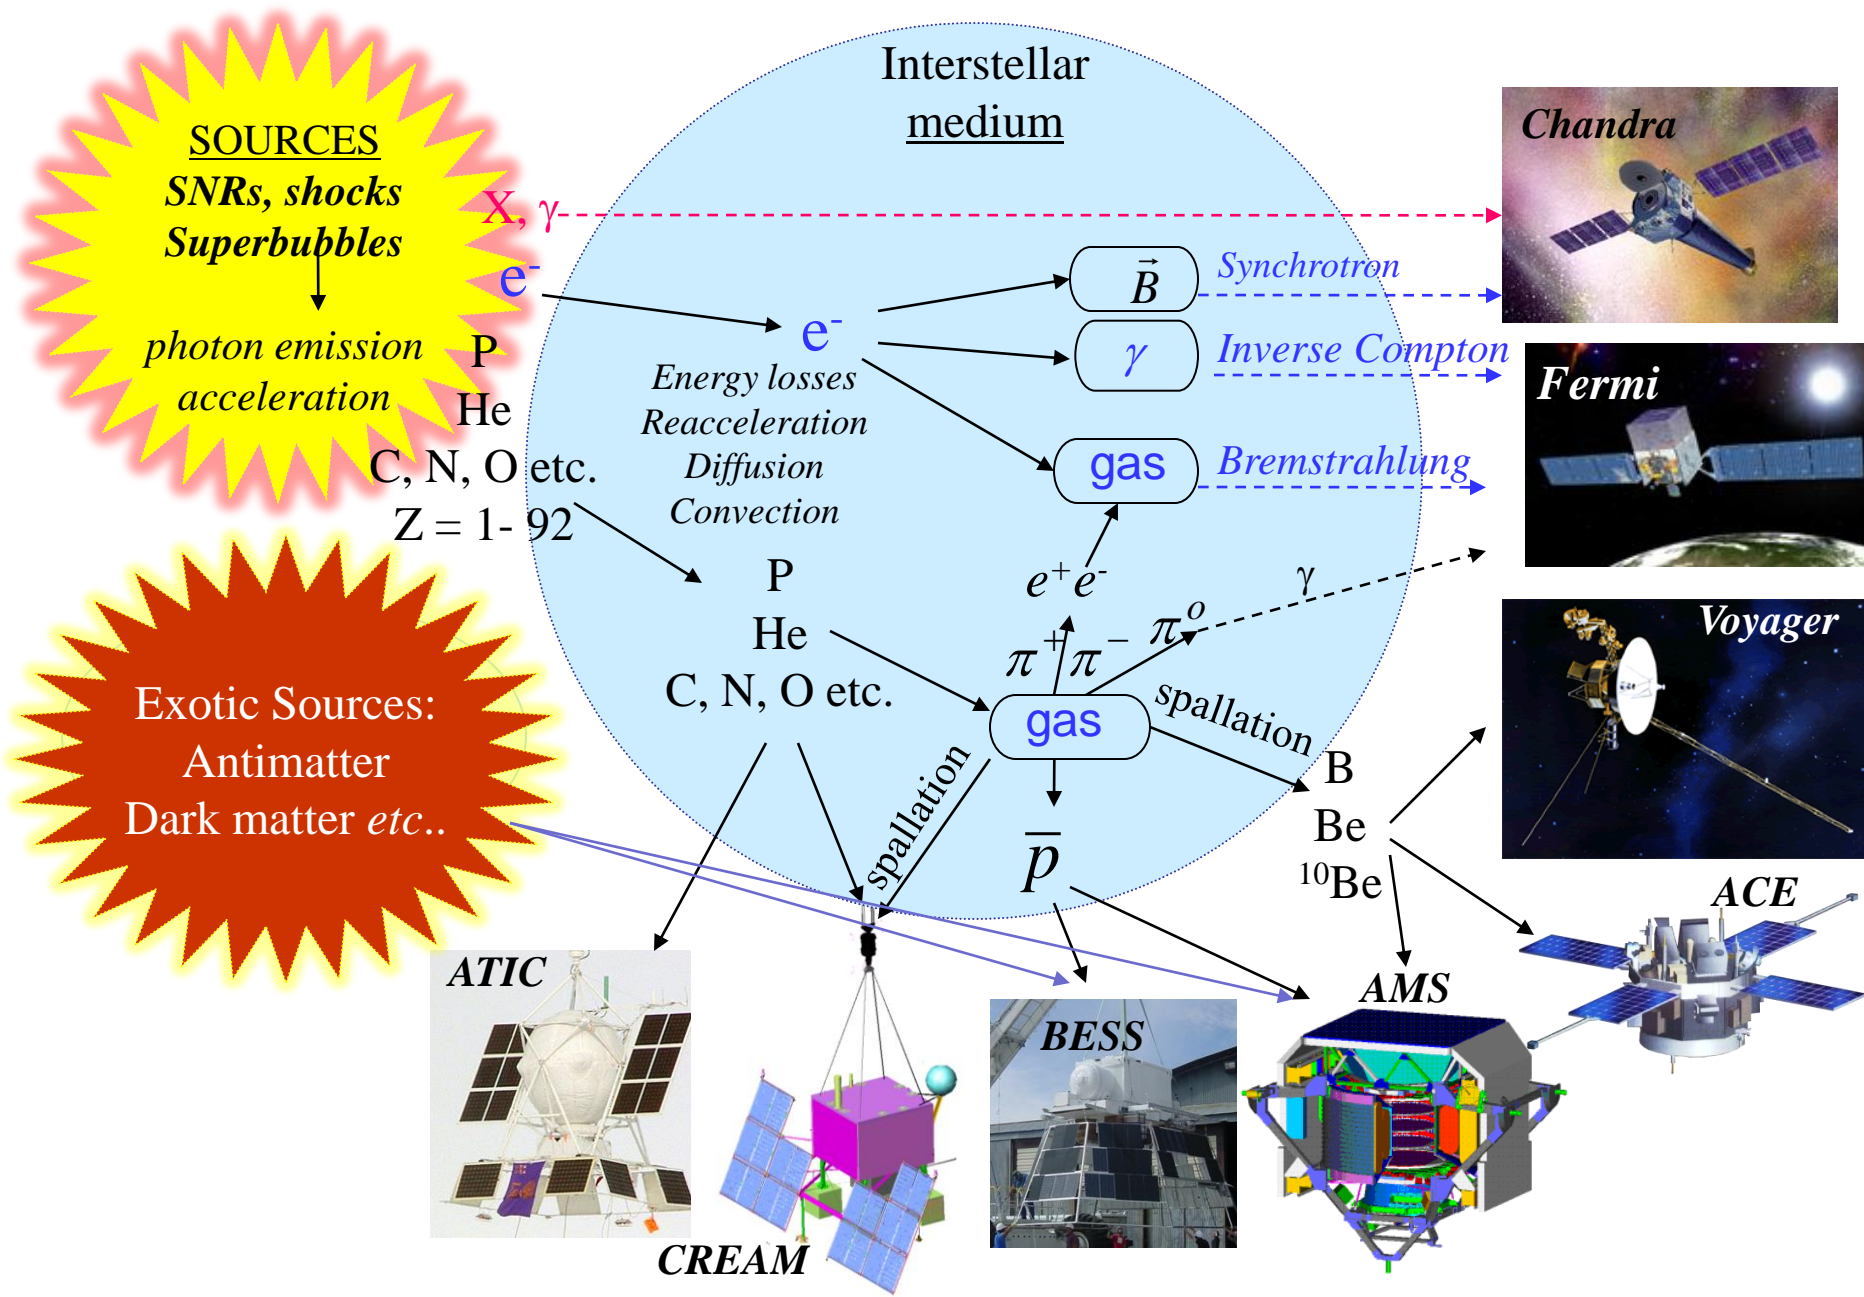 Interstellar
medium
SOURCES
SNRs, shocks
Superbubbles
photon emission
acceleration
X, γ
e-
P
He
C, N, O etc.
Z = 1- 92
e-
Energy losses
Reacceleration
Diffusion
Convection
B
Synchrotron
γ
Inverse Compton
gas
Bremstrahlung
Chandra
Fermi
Voyager
P
He
C, N, O etc.
e+ e-
π+ π- πo
γ
gas
spallation
spallation
p
B
Be
10Be
Exotic Sources:
Antimatter
Dark matter etc..
ACE
ATIC
CREAM
BESS
AMS